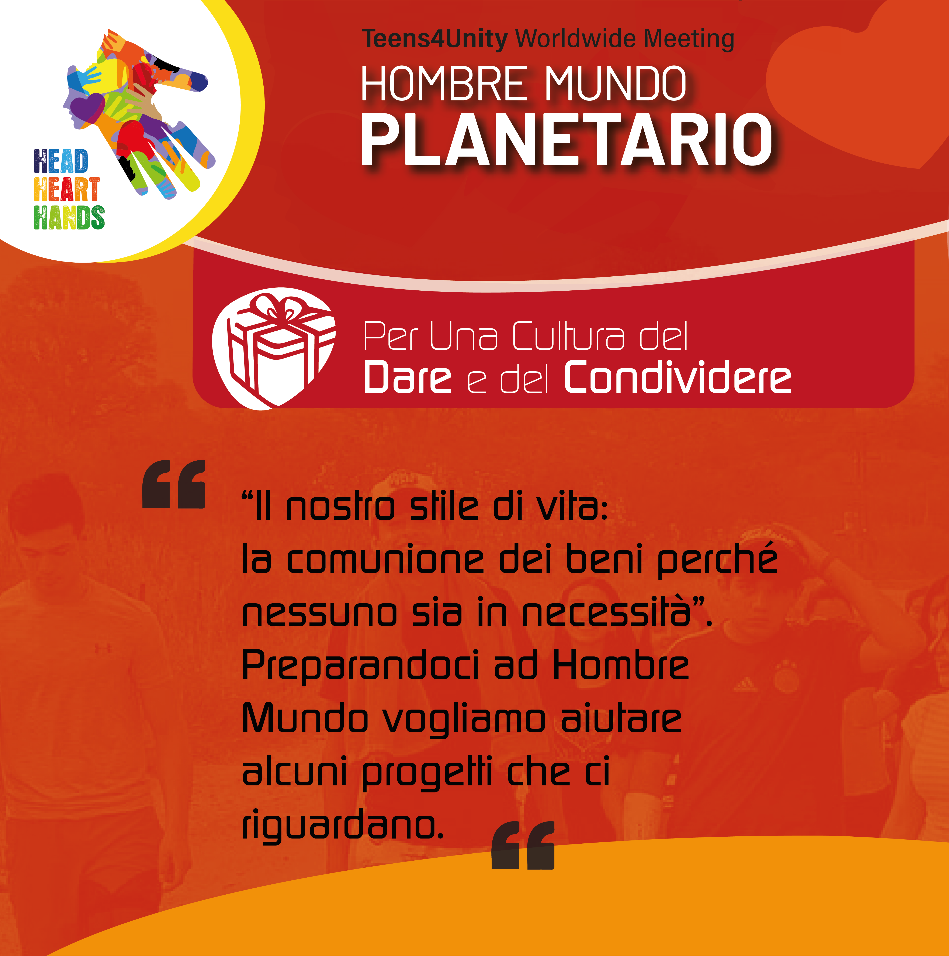 Teens4Unity Worldwide Meeting
HOMBRE MUNDO
PLANETARIO
HEAD
HEART
HANDS
Per Una Cultura del
Dare e del Condividere
“Il nostro stile di vita:
la comunione dei beni perché
nessuno sia in necessità”.
Preparandoci ad Hombre
Mundo vogliamo aiutare
alcuni progetti che ci
riguardano.